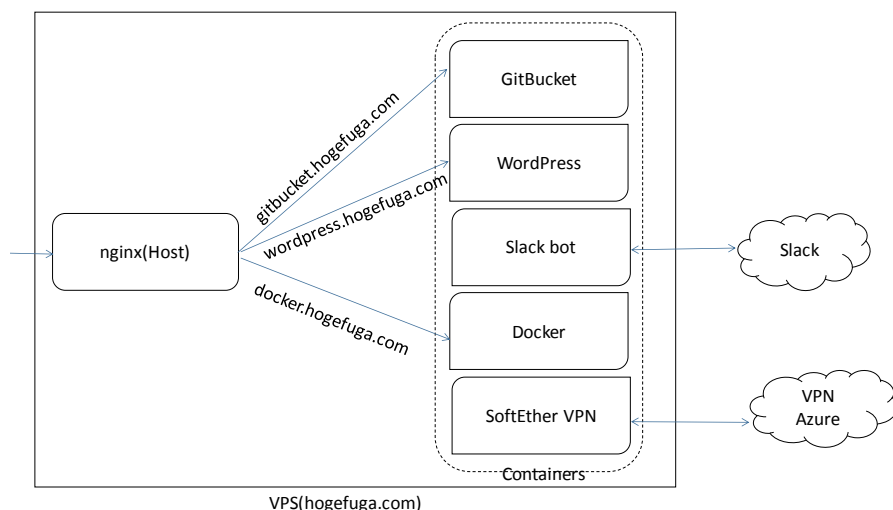 GitBucket
gitbucket.hogefuga.com
WordPress
wordpress.hogefuga.com
nginx(Host)
Slack bot
Slack
docker.hogefuga.com
Docker
SoftEther VPN
VPN
Azure
Containers
VPS(hogefuga.com)